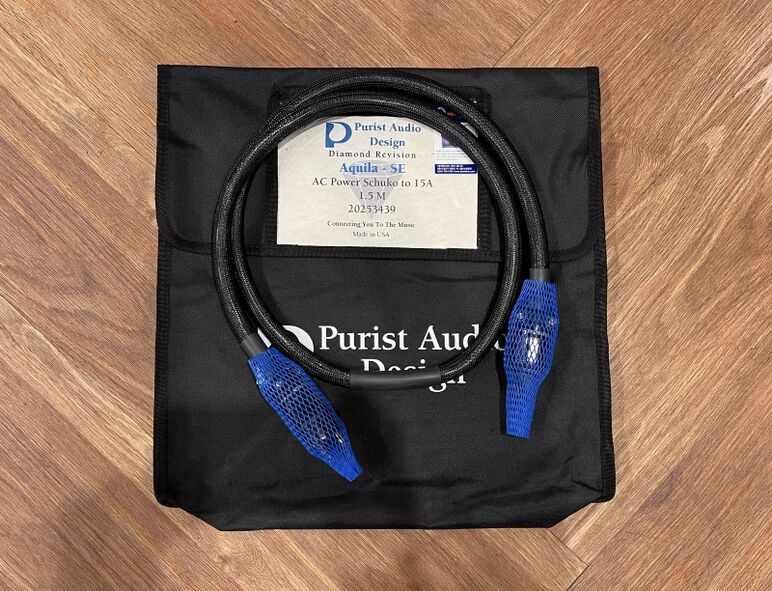 Purist Audio
Design
Diamond Revision
Aquila - SE
AC Power Schuko to 15A
1.5 M
20253439
Connecting You To The Music
Made in USA
Purist Audio
Design